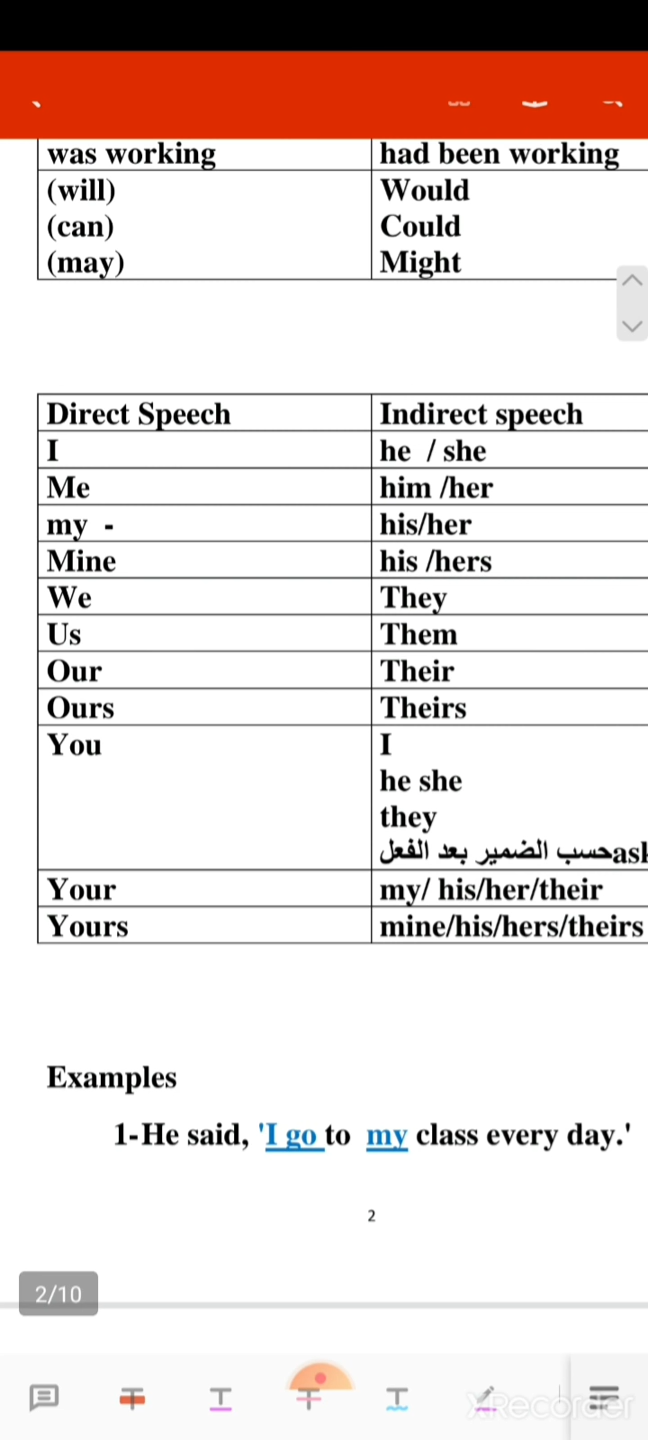 was working had been working
(will) Would
(can) Could
(may) Might
Direct Speech Indirect speech
I he / she
Me him /her
my - his/her
Mine his /hers
We They
Us Them
Our Their
Ours Theirs
You I
he she
they
حسب الضمير بعد الفعل
Your my/ his/her/their
Yours mine/his/hers/theirs
Examples
1-He said, 'I go to my class every day.'
2
2/10
XRecorder